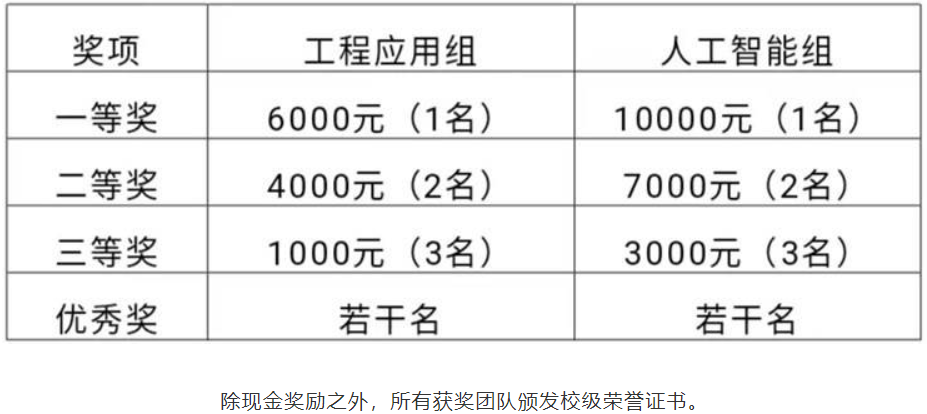 奖项 工程应用组 人工智能组
一等奖 6000元（1名） 10000元（1名）
二等奖 4000元（2名） 7000元（2名）
三等奖 1000元（3名） 3000元（3名）
优秀奖 若干名 若干名
除现金奖励之外，所有获奖团队颁发校级荣誉证书。